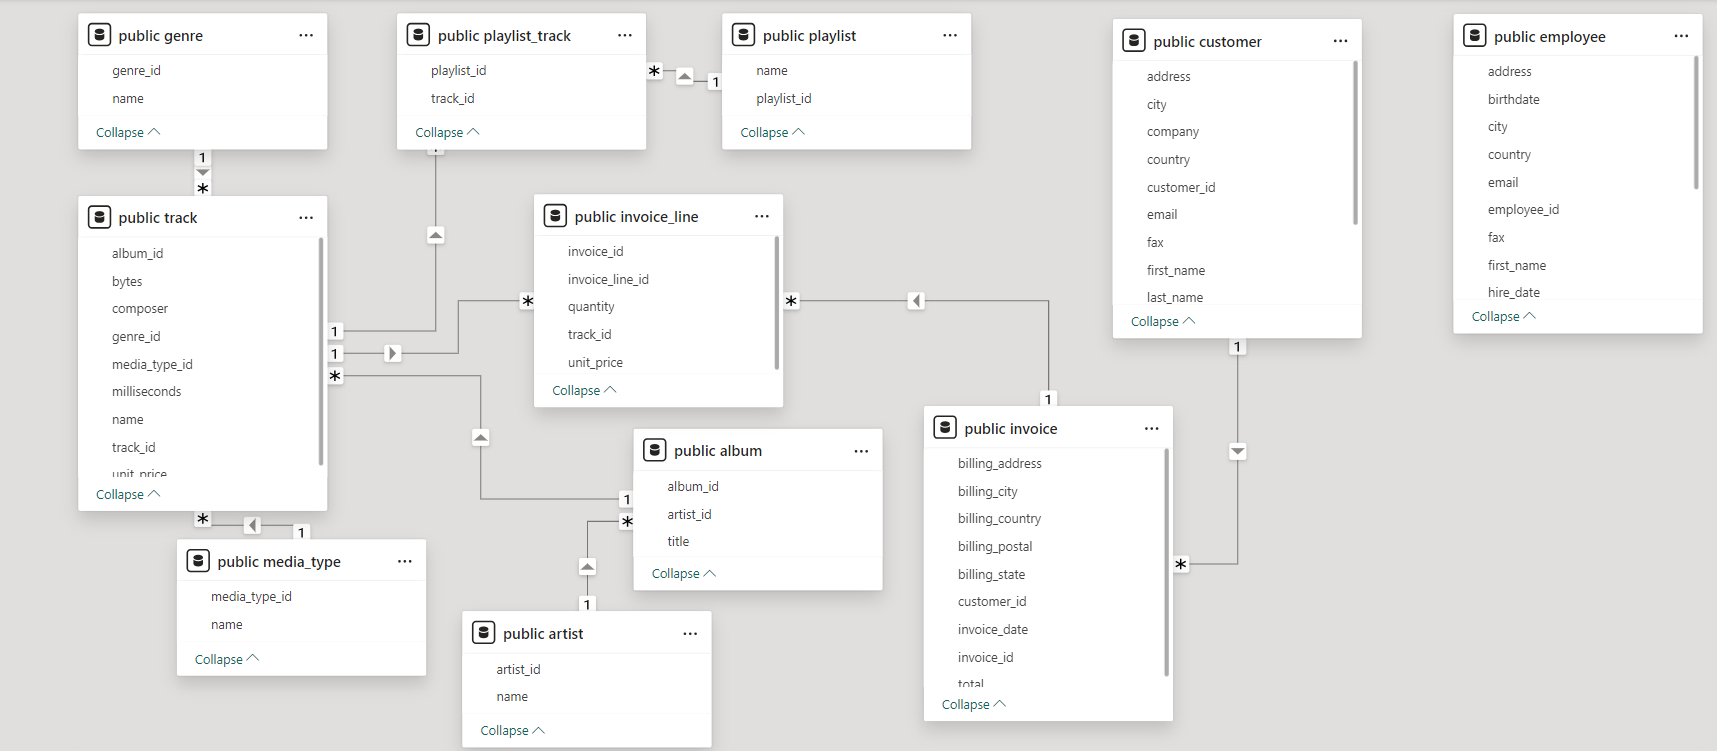 public genre
genre_id
name
Collapse
public playlist_track
playlist_id
track_id
Collapse
public playlist
name
playlist_id
Collapse
public customer
address
city
company
country
customer_id
email
fax
first_name
last_name
Collapse
public employee
address
birthdate
city
country
email
employee_id
fax
first_name
hire_date
Collapse
* 1
1
*
1
public track
album_id
bytes
composer
genre_id
media_type_id
milliseconds
name
track_id
unit_price
Collapse
1
1
*
public invoice_line
invoice_id
invoice_line_id
quantity
track_id
unit_price
Collapse
*
*
1
1
public album
album_id
artist_id
title
Collapse
1
*
public invoice
billing_address
billing_city
billing_country
billing_postal
billing_state
customer_id
invoice_date
invoice_id
total
Collapse
*
* 1
public media_type
media_type_id
name
Collapse
1
public artist
artist_id
name
Collapse